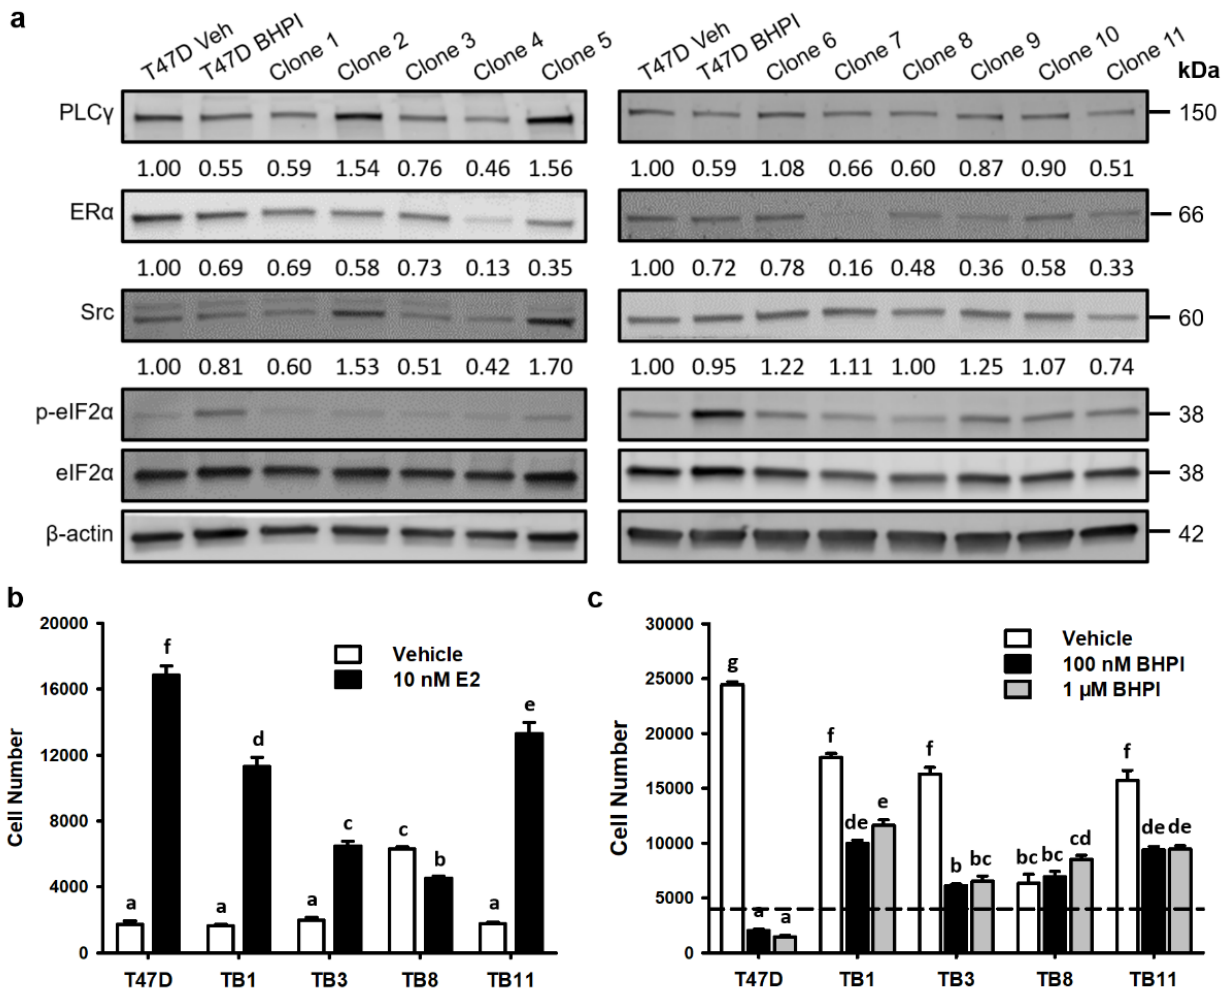 a
T47D Veh T47D BHPI Clone 1 Clone 2 Clone 3 Clone 4 Clone 5 T47D Veh T47D BHPI Clone 6 Clone 7 Clone 8 Clone 9 Clone 10 Clone 11
kDa
PLCγ 150
1.00 0.55 0.59 1.54 0.76 0.46 1.56 1.00 0.59 1.08 0.66 0.60 0.87 0.90 0.51
ERα 66
1.00 0.69 0.69 0.58 0.73 0.13 0.35 1.00 0.72 0.78 0.16 0.48 0.36 0.58 0.33
Src 60
1.00 0.81 0.60 1.53 0.51 0.42 1.70 1.00 0.95 1.22 1.11 1.00 1.25 1.07 0.74
p-eIF2α 38
eIF2α 38
β-actin 42
b
Cell Number
20000
16000
12000
8000
4000
0
Vehicle
10 nM E2
a f a d a c c b a e
T47D TB1 TB3 TB8 TB11
c
Cell Number
30000
25000
20000
15000
10000
5000
0
Vehicle
100 nM BHPI
1 µM BHPI
g a a f de e f b bc bc bc cd f de de
T47D TB1 TB3 TB8 TB11